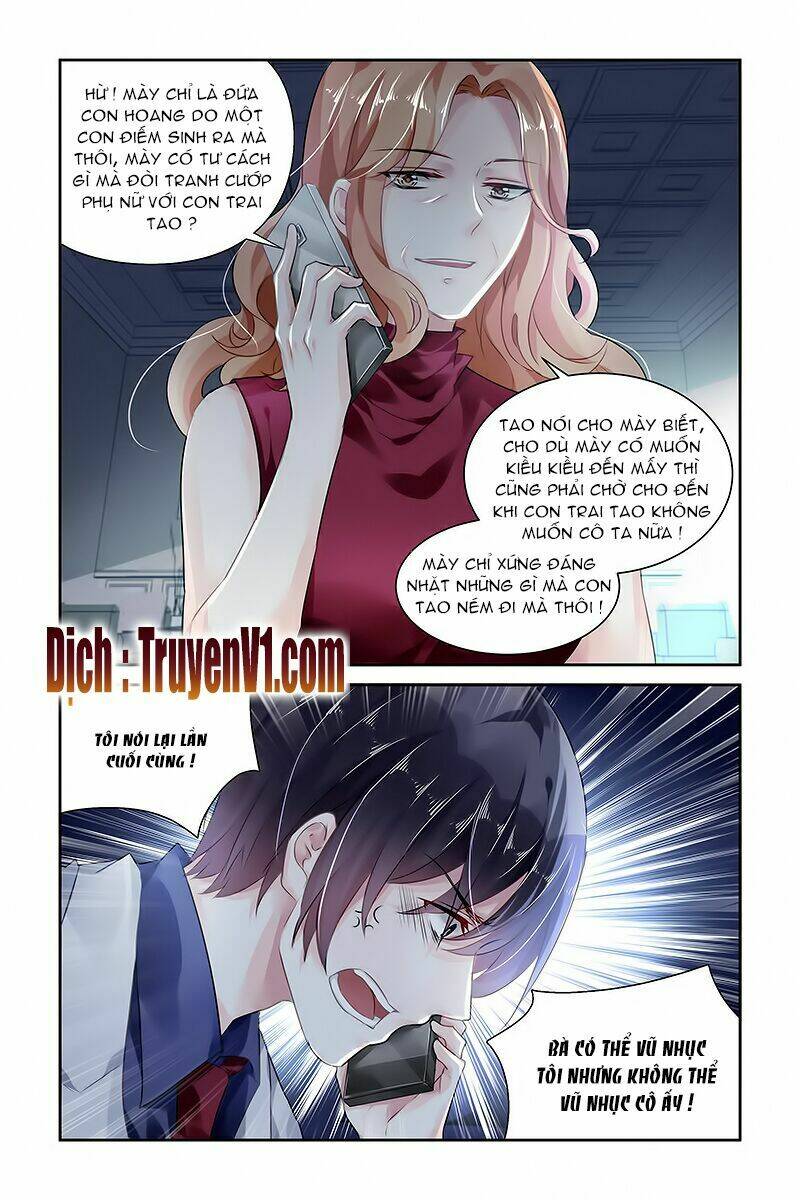 HỪ! MÀY CHỈ LÀ ĐỨA
CON HOANG DO MỘT
CON ĐIẾM SINH RA MÀ
THÔI, MÀY CÓ TƯ CÁCH
GÌ MÀ ĐÒI TRANH CƯỚP
PHỤ NỮ VỚI CON TRAI
TAO?
TAO NÓI CHO MÀY BIẾT,
CHO DÙ MÀY CÓ MUỐN
KIỀU KIỀU ĐẾN MẤY THÌ
CŨNG PHẢI CHỜ CHO ĐẾN
KHI CON TRAI TAO KHÔNG
MUỐN CÔ TA NỮA!
MÀY CHỈ XỨNG ĐÁNG
NHẶT NHỮNG GÌ MÀ CON
TAO NÉM ĐI MÀ THÔI!
Dịch : TruyenV1.com
TÔI NÓI LẠI LẦN
CUỐI CÙNG!
BÀ CÓ THỂ VŨ NHỤC
TÔI NHƯNG KHÔNG THỂ
VŨ NHỤC CÔ ẤY!